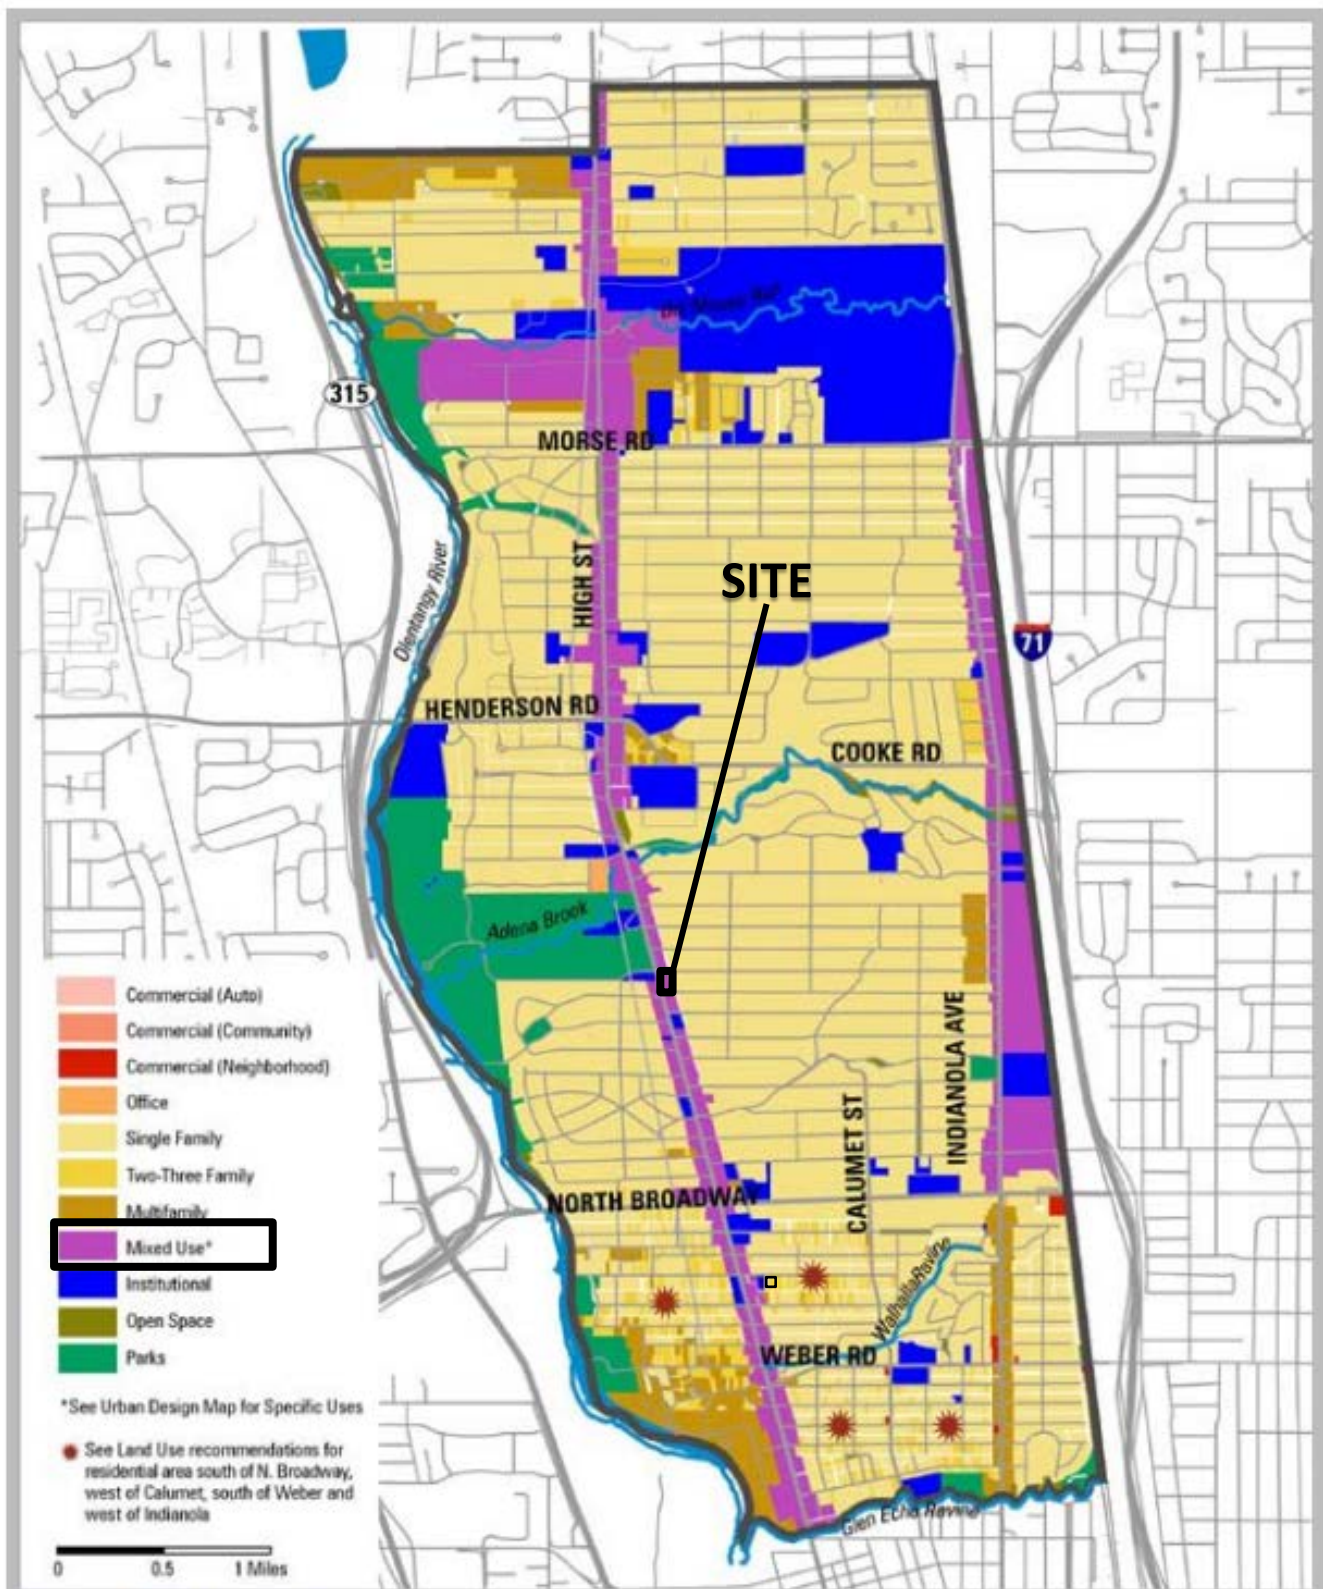 Big Moose Run
315
MORSE RD
Olentangy River
HIGH ST
SITE
71
HENDERSON RD
COOKE RD
Adena Brook
Commercial (Auto)
Commercial (Community)
Commercial (Neighborhood)
Office
Single Family
Two-Three Family
Multifamily
Mixed Use*
Institutional
Open Space
Parks
INDIANOLA AVE
CALUMET ST
NORTH BROADWAY
Walhalla Ravine
WEBER RD
*See Urban Design Map for Specific Uses
See Land Use recommendations for
residential area south of N. Broadway,
west of Calumet, south of Weber and
west of Indianola
Glen Echo Ravine
0 0.5 1 Miles